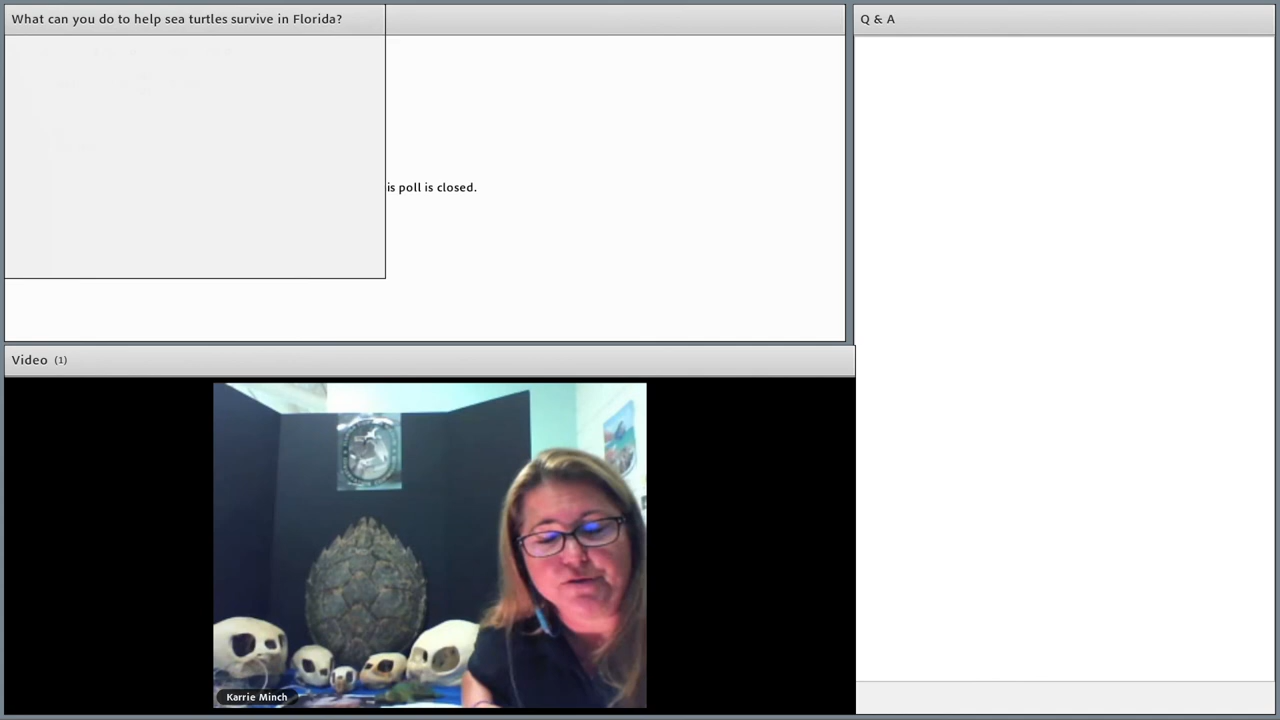 What can you do to help sea turtles survive in Florida?
Q & A
is poll is closed.
Video (1)
Karrie Minch